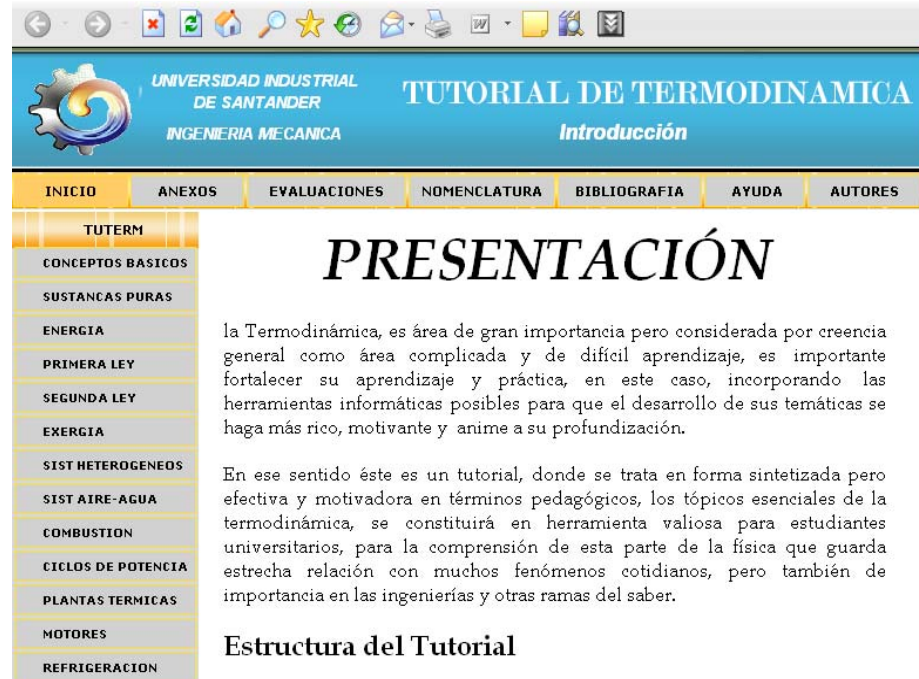 UNIVERSIDAD INDUSTRIAL
DE SANTANDER
INGENIERIA MECANICA
TUTORIAL DE TERMODINAMICA
Introducción
INICIO ANEXOS EVALUACIONES NOMENCLATURA BIBLIOGRAFIA AYUDA AUTORES
TUTERM
CONCEPTOS BASICOS
SUSTANCAS PURAS
ENERGIA
PRIMERA LEY
SEGUNDA LEY
EXERGIA
SIST HETEROGENEOS
SIST AIRE-AGUA
COMBUSTION
CICLOS DE POTENCIA
PLANTAS TERMICAS
MOTORES
REFRIGERACION
PRESENTACIÓN
la Termodinámica, es área de gran importancia pero considerada por creencia
general como área complicada y de difícil aprendizaje, es importante
fortalecer su aprendizaje y práctica, en este caso, incorporando las
herramientas informáticas posibles para que el desarrollo de sus temáticas se
haga más rico, motivante y anime a su profundización.
En ese sentido éste es un tutorial, donde se trata en forma sintetizada pero
efectiva y motivadora en términos pedagógicos, los tópicos esenciales de la
termodinámica, se constituirá en herramienta valiosa para estudiantes
universitarios, para la comprensión de esta parte de la física que guarda
estrecha relación con muchos fenómenos cotidianos, pero también de
importancia en las ingenierías y otras ramas del saber.
Estructura del Tutorial